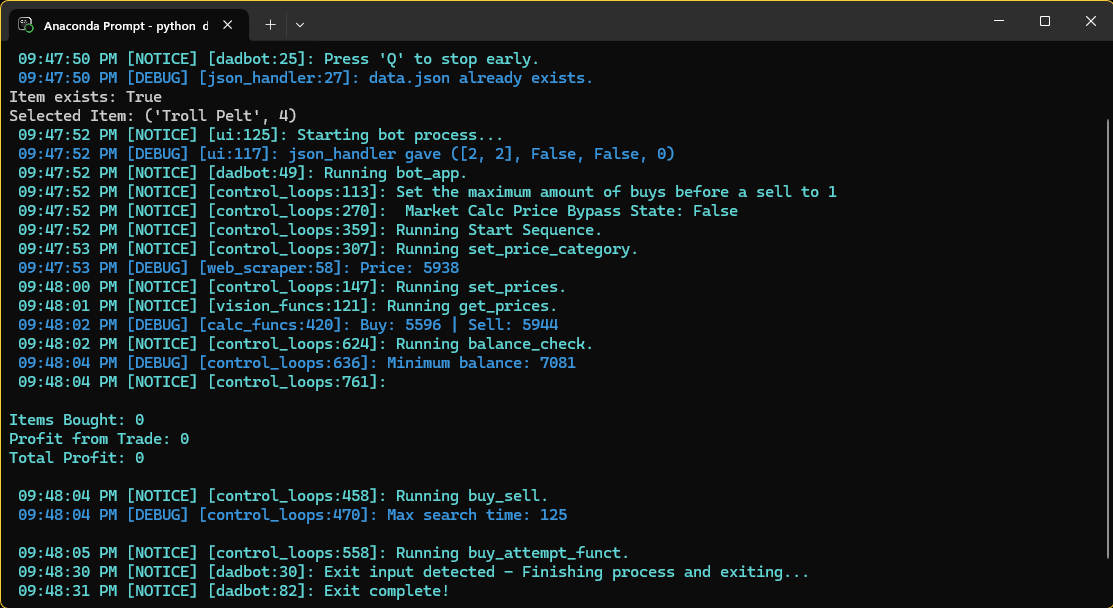 Anaconda Prompt - python d
09:47:50 PM [NOTICE] [dadbot:25]: Press 'Q' to stop early.
09:47:50 PM [DEBUG] [json_handler:27]: data.json already exists.
Item exists: True
Selected Item: ('Troll Pelt', 4)
09:47:52 PM [NOTICE] [ui:125]: Starting bot process...
09:47:52 PM [DEBUG] [ui:117]: json_handler gave ([2, 2], False, False, 0)
09:47:52 PM [NOTICE] [dadbot:49]: Running bot_app.
09:47:52 PM [NOTICE] [control_loops:113]: Set the maximum amount of buys before a sell to 1
09:47:52 PM [NOTICE] [control_loops:270]:  Market Calc Price Bypass State: False
09:47:52 PM [NOTICE] [control_loops:359]: Running Start Sequence.
09:47:53 PM [NOTICE] [control_loops:307]: Running set_price_category.
09:47:53 PM [DEBUG] [web_scraper:58]: Price: 5938
09:48:00 PM [NOTICE] [control_loops:147]: Running set_prices.
09:48:01 PM [NOTICE] [vision_funcs:121]: Running get_prices.
09:48:02 PM [DEBUG] [calc_funcs:420]: Buy: 5596 | Sell: 5944
09:48:02 PM [NOTICE] [control_loops:624]: Running balance_check.
09:48:04 PM [DEBUG] [control_loops:636]: Minimum balance: 7081
09:48:04 PM [NOTICE] [control_loops:761]:
Items Bought: 0
Profit from Trade: 0
Total Profit: 0
09:48:04 PM [NOTICE] [control_loops:458]: Running buy_sell.
09:48:04 PM [DEBUG] [control_loops:470]: Max search time: 125
09:48:05 PM [NOTICE] [control_loops:558]: Running buy_attempt_funct.
09:48:30 PM [NOTICE] [dadbot:30]: Exit input detected - Finishing process and exiting...
09:48:31 PM [NOTICE] [dadbot:82]: Exit complete!